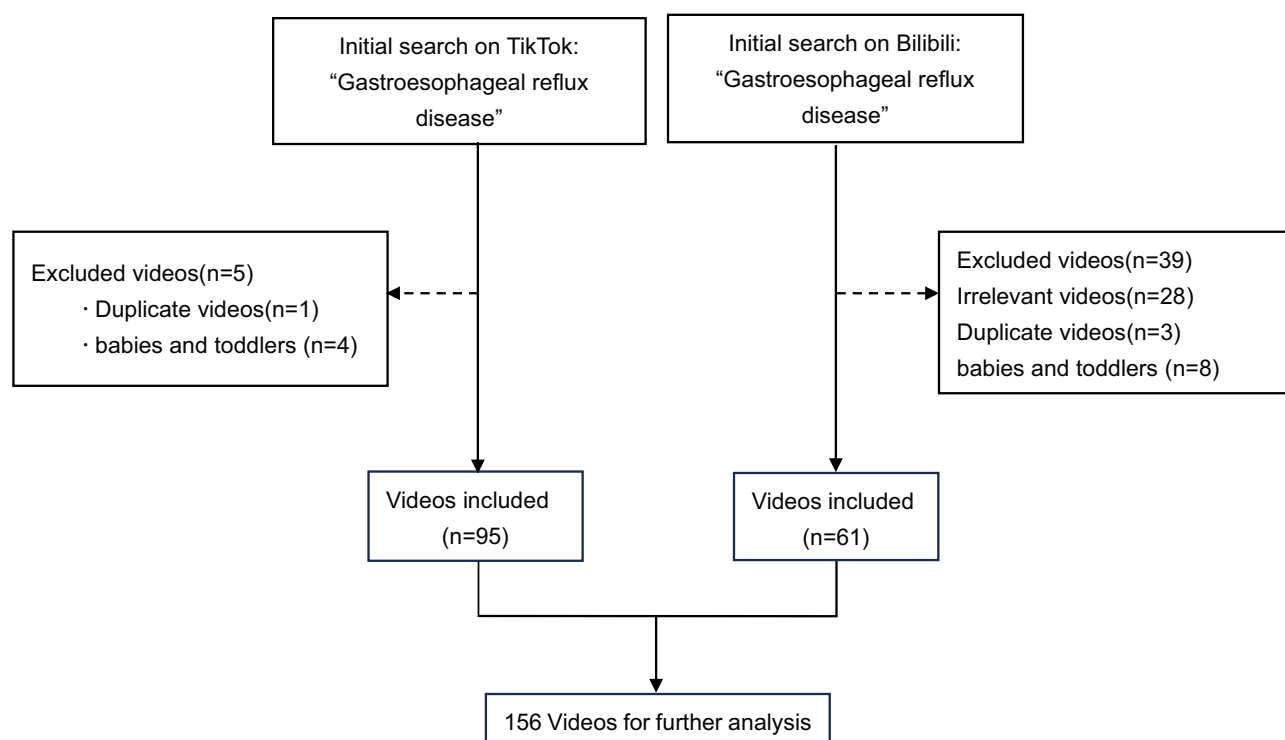 Initial search on TikTok:
“Gastroesophageal reflux
disease”
Initial search on Bilibili:
“Gastroesophageal reflux
disease”
Excluded videos(n=5)
· Duplicate videos(n=1)
· babies and toddlers (n=4)
Excluded videos(n=39)
Irrelevant videos(n=28)
Duplicate videos(n=3)
babies and toddlers (n=8)
Videos included
(n=95)
Videos included
(n=61)
156 Videos for further analysis